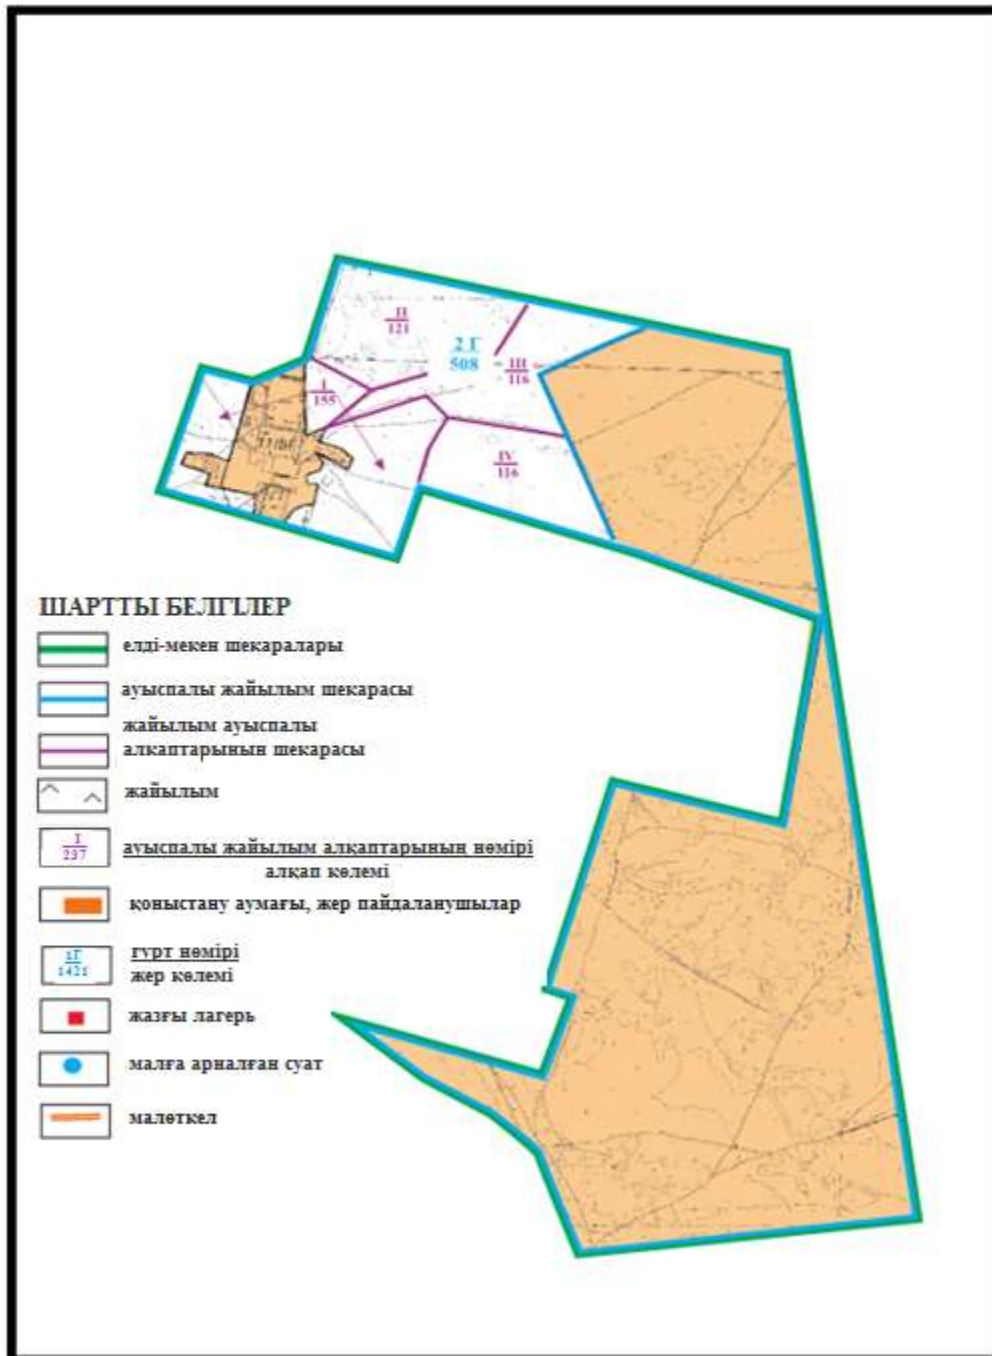 II
121
2 Г
508
III
116
I
155
IV
116
ШАРТТЫ БЕЛГІЛЕР
елді-мекен шекаралары
ауыспалы жайылым шекарасы
жайылым ауыспалы
алкаптарынын шекарасы
жайылым
I
237
ауыспалы жайылым алқаптарының нөмірі
алқап көлемі
қоныстану аумағы, жер пайдаланушылар
1Г
1421
гурт нөмірі
жер көлемі
жазғы лагерь
малға арналған суат
малөткел